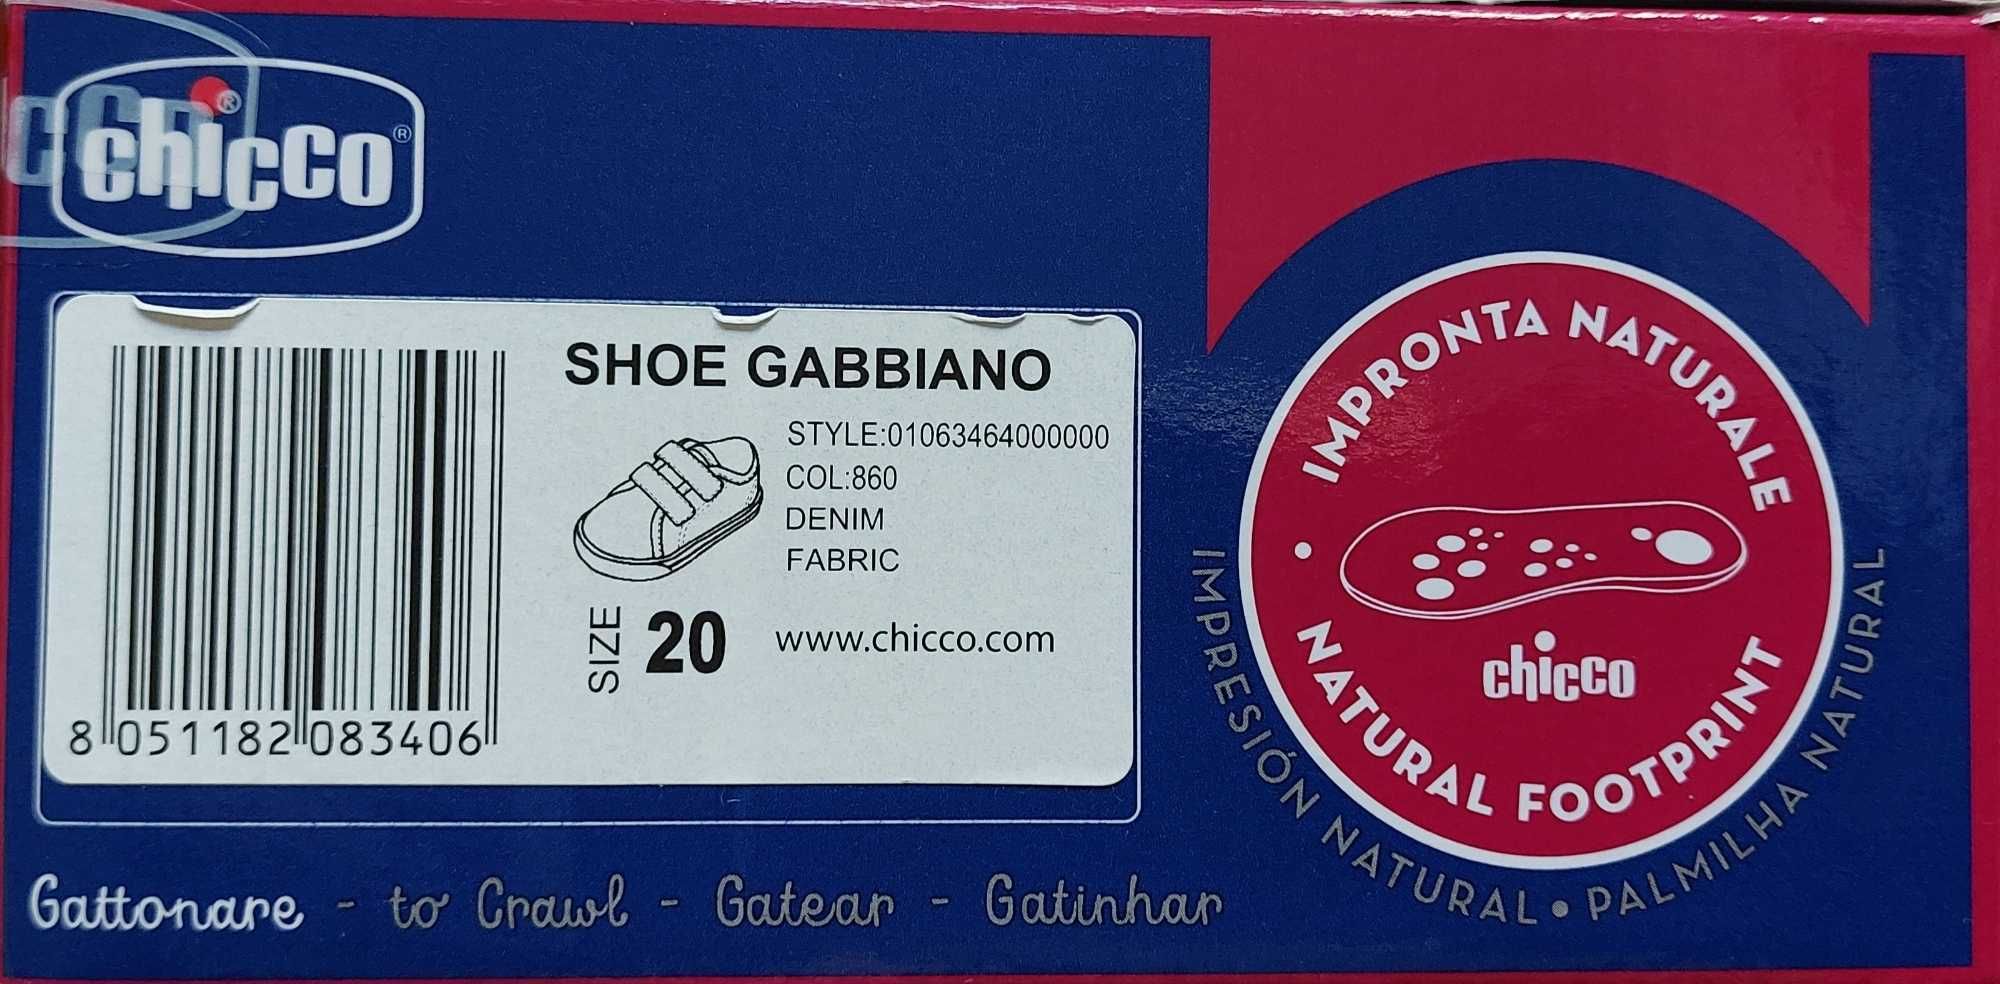 chicco®
SHOE GABBIANO
STYLE:01063464000000
COL:860
DENIM
FABRIC
SIZE 20
www.chicco.com
8 051182 083406
Gattonare - to Crawl - Gatear - Gatinhar
IMPRONTA NATURALE
• NATURAL FOOTPRINT
chicco
IMPRESIÓN NATURAL • PALMILHA NATURAL